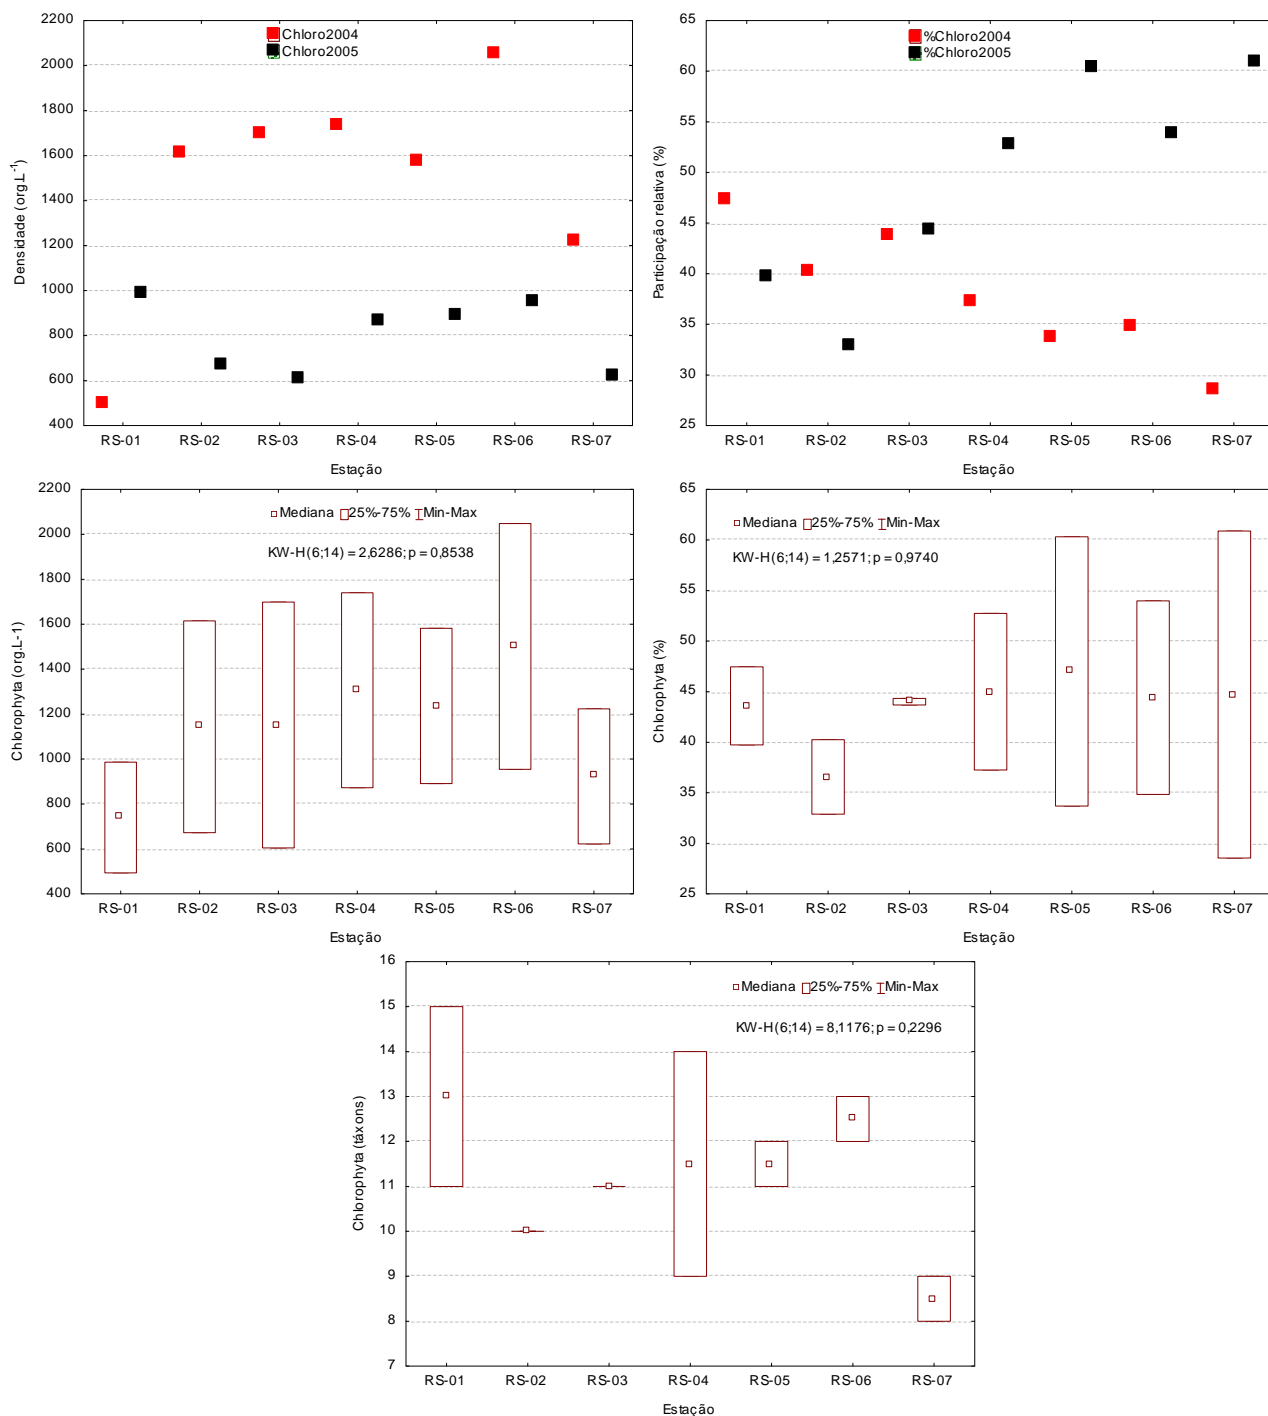 2200
2000
1800
1600
1400
1200
1000
800
600
400
Densidade (org.L⁻¹)
Chloro2004
Chloro2005
RS-01 RS-02 RS-03 RS-04 RS-05 RS-06 RS-07
Estação
65
60
55
50
45
40
35
30
25
Participação relativa (%)
%Chloro2004
%Chloro2005
RS-01 RS-02 RS-03 RS-04 RS-05 RS-06 RS-07
Estação
2200
2000
1800
1600
1400
1200
1000
800
600
400
Chlorophyta (org.L-1)
Mediana 25%-75% Min-Max
KW-H(6;14) = 2,6286; p = 0,8538
RS-01 RS-02 RS-03 RS-04 RS-05 RS-06 RS-07
Estação
65
60
55
50
45
40
35
30
25
Chlorophyta (%)
Mediana 25%-75% Min-Max
KW-H(6;14) = 1,2571; p = 0,9740
RS-01 RS-02 RS-03 RS-04 RS-05 RS-06 RS-07
Estação
16
15
14
13
12
11
10
9
8
7
Chlorophyta (táxons)
Mediana 25%-75% Min-Max
KW-H(6;14) = 8,1176; p = 0,2296
RS-01 RS-02 RS-03 RS-04 RS-05 RS-06 RS-07
Estação